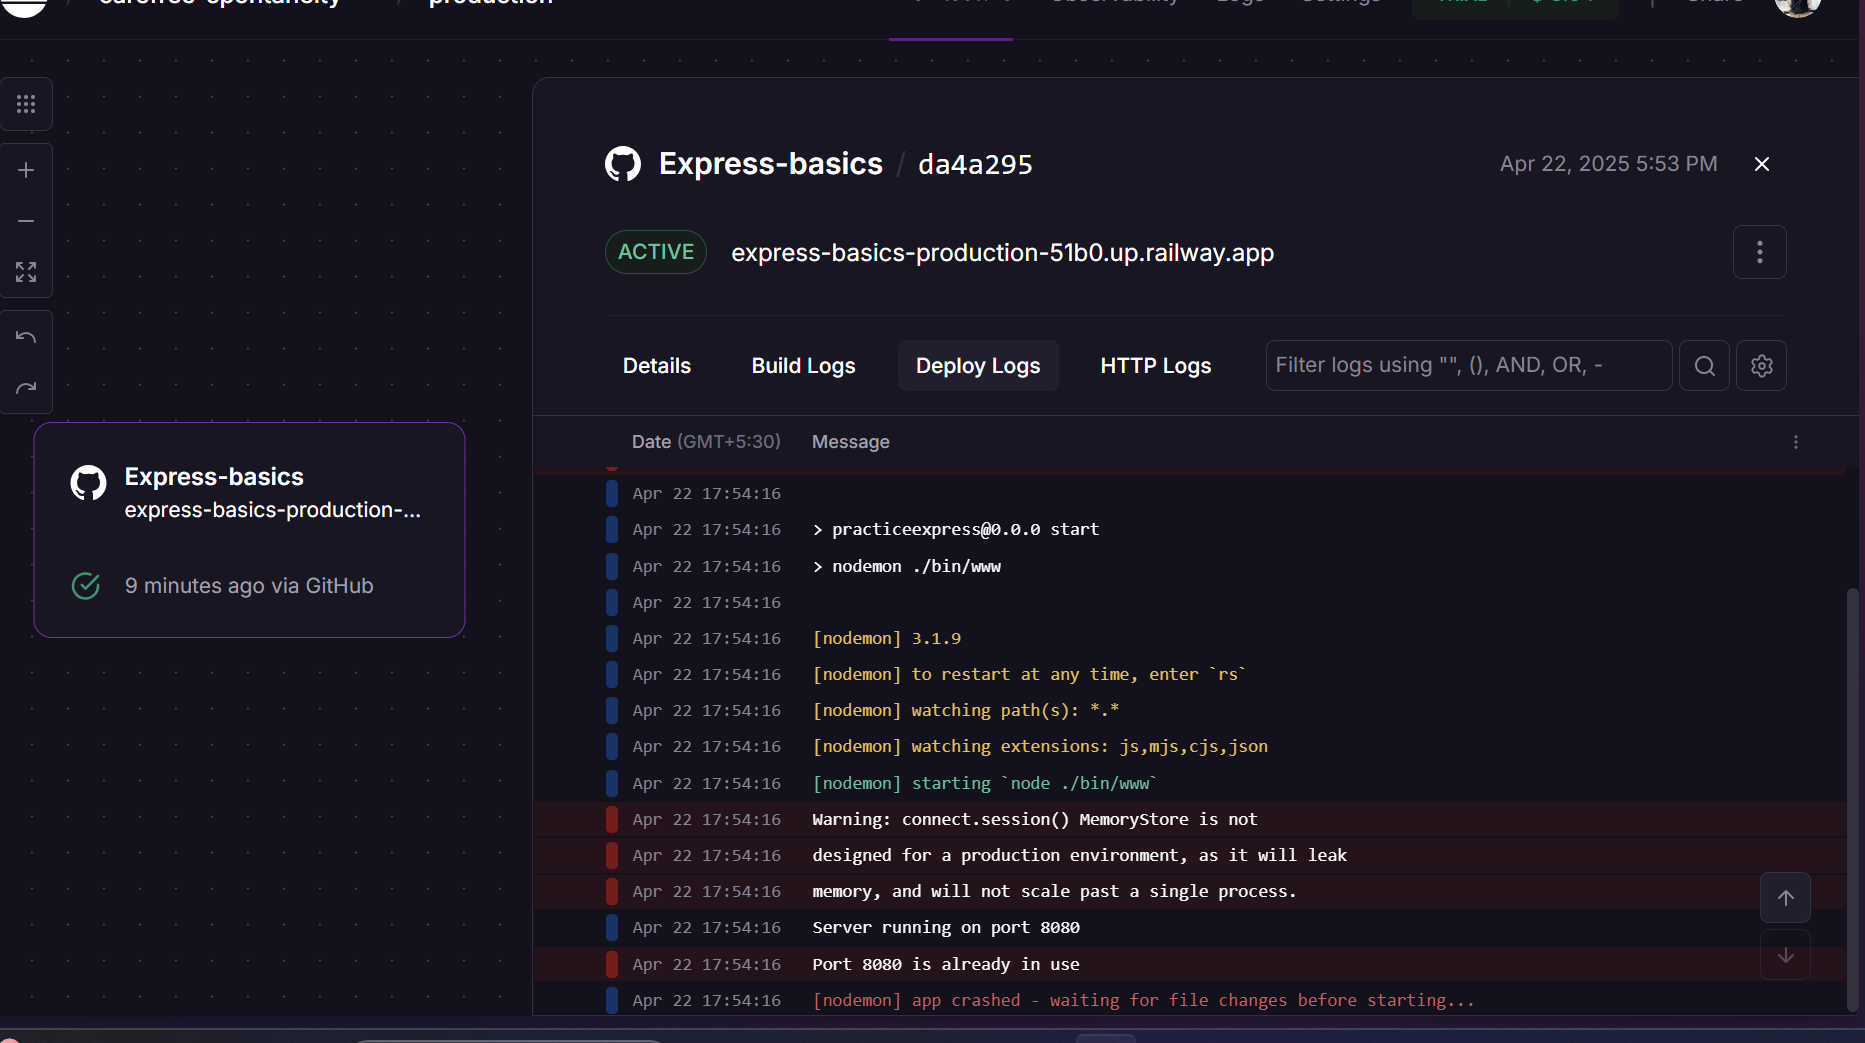 production
Express-basics / da4a295
Apr 22, 2025 5:53 PM
ACTIVE
express-basics-production-51b0.up.railway.app
Details
Build Logs
Deploy Logs
HTTP Logs
Filter logs using "", (), AND, OR, -
Date (GMT+5:30) Message
Apr 22 17:54:16
Apr 22 17:54:16 > practiceexpress@0.0.0 start
Apr 22 17:54:16 > nodemon ./bin/www
Apr 22 17:54:16
Apr 22 17:54:16 [nodemon] 3.1.9
Apr 22 17:54:16 [nodemon] to restart at any time, enter `rs`
Apr 22 17:54:16 [nodemon] watching path(s): *.*
Apr 22 17:54:16 [nodemon] watching extensions: js,mjs,cjs,json
Apr 22 17:54:16 [nodemon] starting `node ./bin/www`
Apr 22 17:54:16 Warning: connect.session() MemoryStore is not
Apr 22 17:54:16 designed for a production environment, as it will leak
Apr 22 17:54:16 memory, and will not scale past a single process.
Apr 22 17:54:16 Server running on port 8080
Apr 22 17:54:16 Port 8080 is already in use
Apr 22 17:54:16 [nodemon] app crashed - waiting for file changes before starting...
Express-basics
express-basics-production-...
9 minutes ago via GitHub